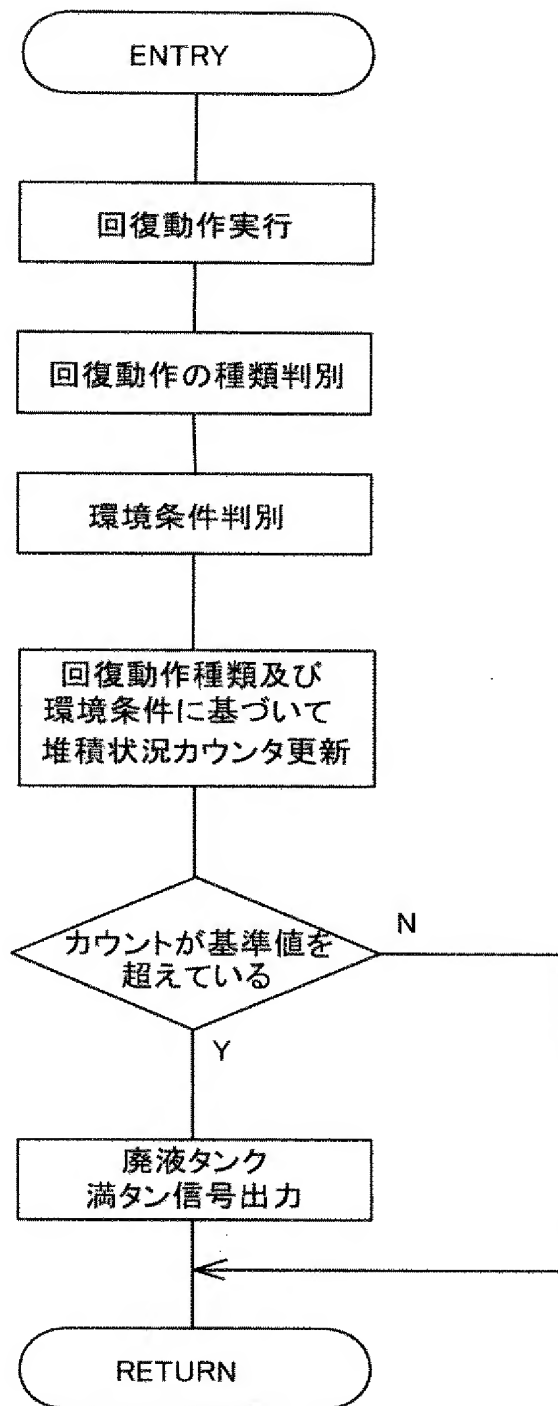 ENTRY
回復動作実行
回復動作の種類判別
環境条件判別
回復動作種類及び
環境条件に基づいて
堆積状況カウンタ更新
カウントが基準値を
超えている
N
Y
廃液タンク
満タン信号出力
RETURN